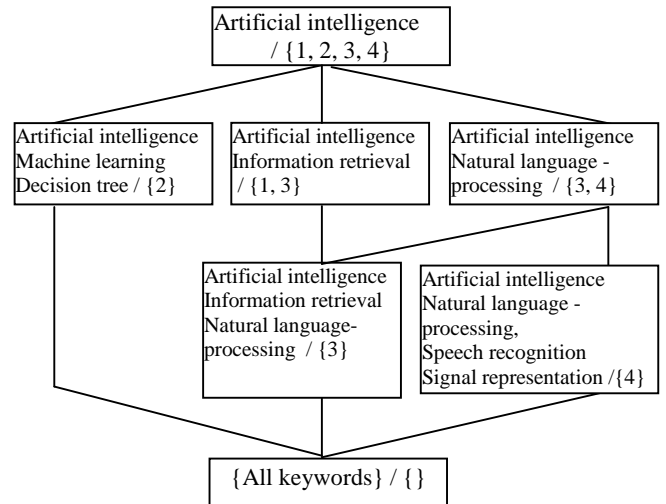 Artificial intelligence
/ {1, 2, 3, 4}
Artificial intelligence
Machine learning
Decision tree / {2}
Artificial intelligence
Information retrieval
/ {1, 3}
Artificial intelligence
Natural language -
processing / {3, 4}
Artificial intelligence
Information retrieval
Natural language-
processing / {3}
Artificial intelligence
Natural language -
processing,
Speech recognition
Signal representation /{4}
{All keywords} / {}